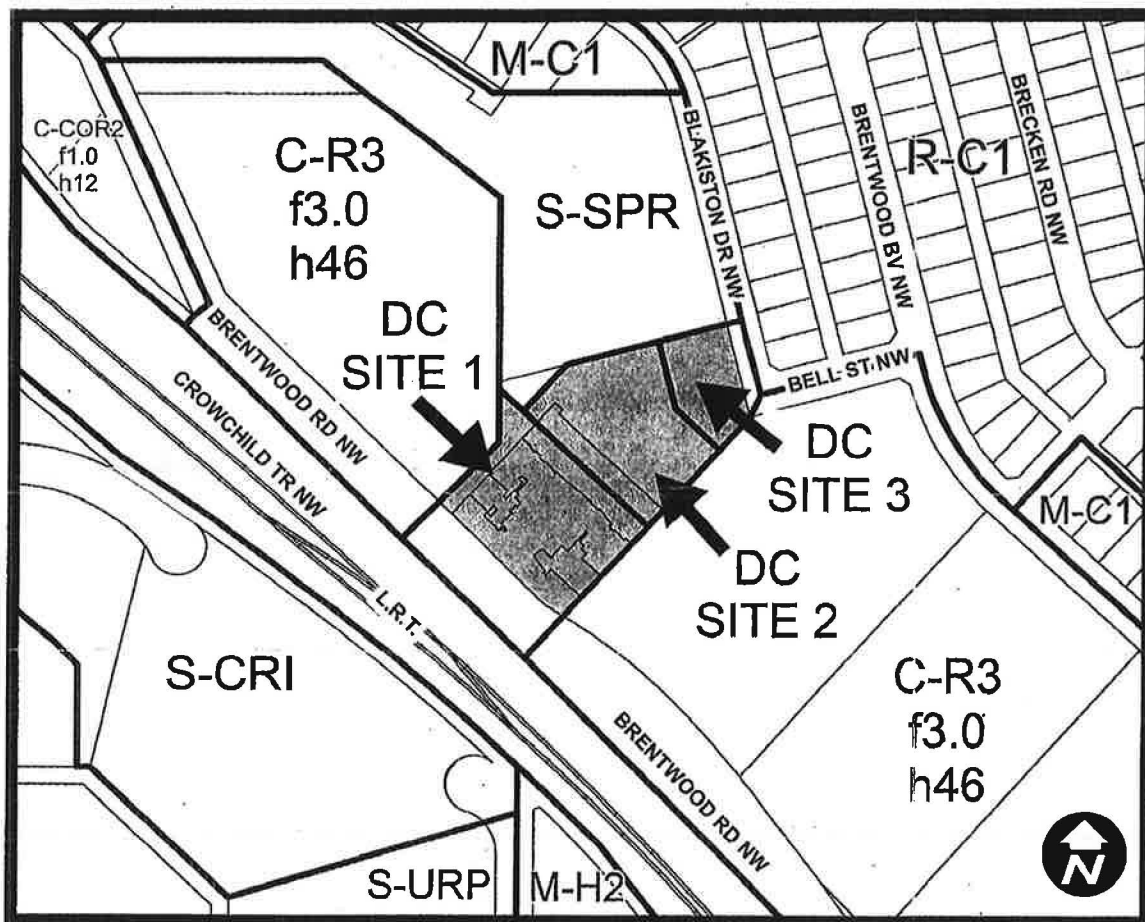 M-C1
C-COR2
f1.0
h12
C-R3
f3.0
h46
S-SPR
R-C1
BLAKISTON DR NW
BRENTWOOD BV NW
BRECKEN RD NW
DC
SITE 1
BRENTWOOD RD NW
CROWCHILD TR NW
L.R.T.
BELL ST NW
DC
SITE 3
DC
SITE 2
M-C1
S-CRI
C-R3
f3.0
h46
BRENTWOOD RD NW
S-URP
M-H2
N